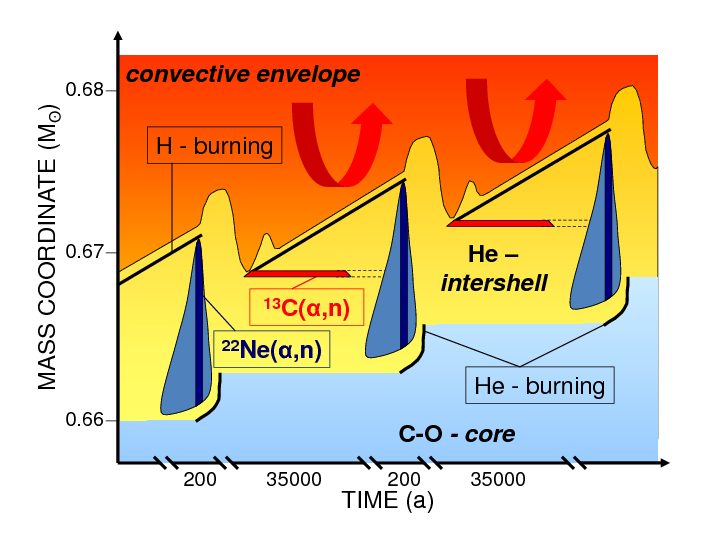 convective envelope
0.68
H - burning
MASS COORDINATE (M☉)
0.67
He –
intershell
¹³C(α,n)
²²Ne(α,n)
He - burning
0.66
C-O - core
200 35000 200 35000
TIME (a)